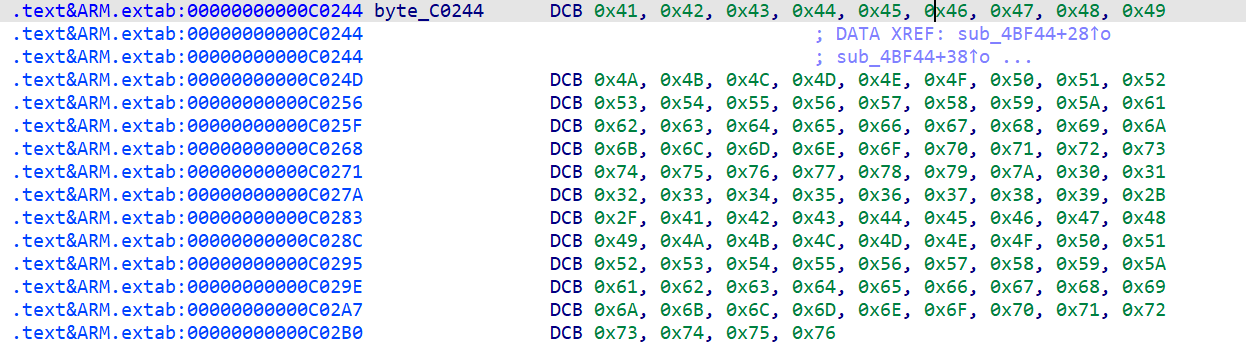 .text&ARM.extab:00000000000C0244 byte_C0244 DCB 0x41, 0x42, 0x43, 0x44, 0x45, 0x46, 0x47, 0x48, 0x49
.text&ARM.extab:00000000000C0244 ; DATA XREF: sub_4BF44+28↑o
.text&ARM.extab:00000000000C0244 ; sub_4BF44+38↑o ...
.text&ARM.extab:00000000000C024D DCB 0x4A, 0x4B, 0x4C, 0x4D, 0x4E, 0x4F, 0x50, 0x51, 0x52
.text&ARM.extab:00000000000C0256 DCB 0x53, 0x54, 0x55, 0x56, 0x57, 0x58, 0x59, 0x5A, 0x61
.text&ARM.extab:00000000000C025F DCB 0x62, 0x63, 0x64, 0x65, 0x66, 0x67, 0x68, 0x69, 0x6A
.text&ARM.extab:00000000000C0268 DCB 0x6B, 0x6C, 0x6D, 0x6E, 0x6F, 0x70, 0x71, 0x72, 0x73
.text&ARM.extab:00000000000C0271 DCB 0x74, 0x75, 0x76, 0x77, 0x78, 0x79, 0x7A, 0x30, 0x31
.text&ARM.extab:00000000000C027A DCB 0x32, 0x33, 0x34, 0x35, 0x36, 0x37, 0x38, 0x39, 0x2B
.text&ARM.extab:00000000000C0283 DCB 0x2F, 0x41, 0x42, 0x43, 0x44, 0x45, 0x46, 0x47, 0x48
.text&ARM.extab:00000000000C028C DCB 0x49, 0x4A, 0x4B, 0x4C, 0x4D, 0x4E, 0x4F, 0x50, 0x51
.text&ARM.extab:00000000000C0295 DCB 0x52, 0x53, 0x54, 0x55, 0x56, 0x57, 0x58, 0x59, 0x5A
.text&ARM.extab:00000000000C029E DCB 0x61, 0x62, 0x63, 0x64, 0x65, 0x66, 0x67, 0x68, 0x69
.text&ARM.extab:00000000000C02A7 DCB 0x6A, 0x6B, 0x6C, 0x6D, 0x6E, 0x6F, 0x70, 0x71, 0x72
.text&ARM.extab:00000000000C02B0 DCB 0x73, 0x74, 0x75, 0x76